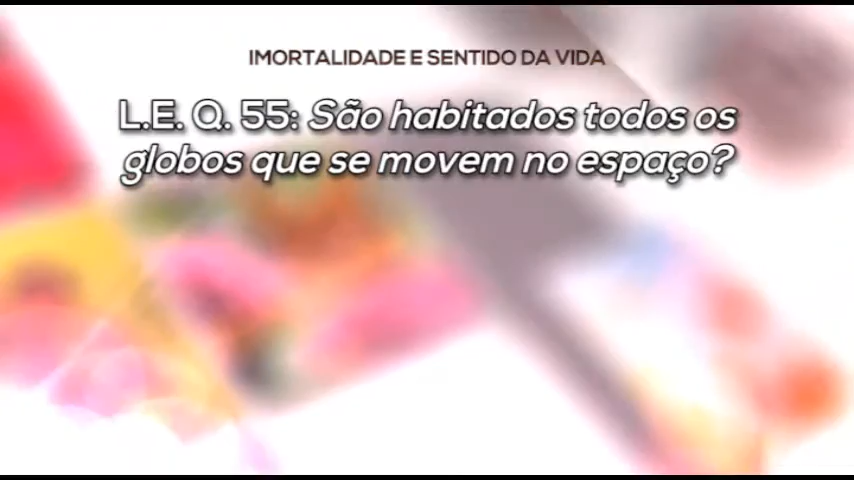 IMORTALIDADE E SENTIDO DA VIDA
L.E. Q. 55: São habitados todos os
globos que se movem no espaço?